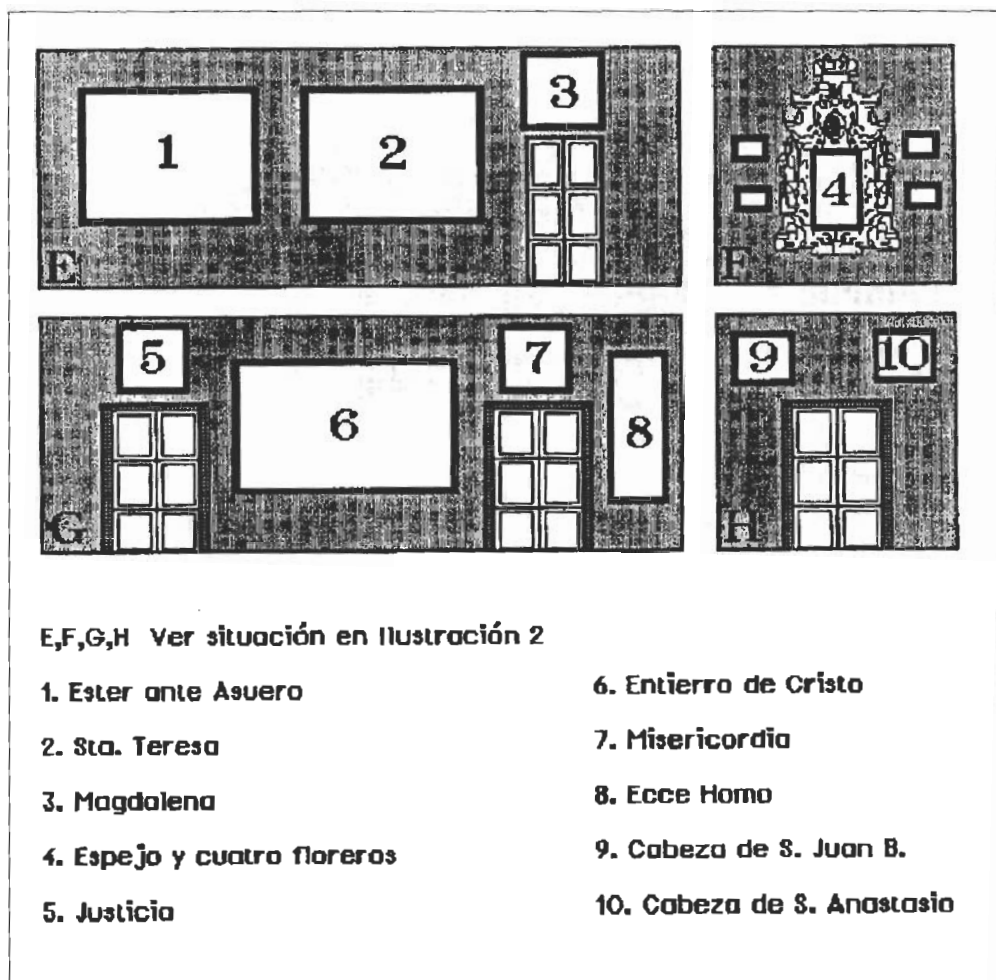 1
2
3
E
4
F
5
6
7
8
G
9
10
H
E,F,G,H Ver situación en Ilustración 2
1. Ester ante Asuero
2. Sta. Teresa
3. Magdalena
4. Espejo y cuatro floreros
5. Justicia
6. Entierro de Cristo
7. Misericordia
8. Ecce Homo
9. Cabeza de S. Juan B.
10. Cabeza de S. Anastasio